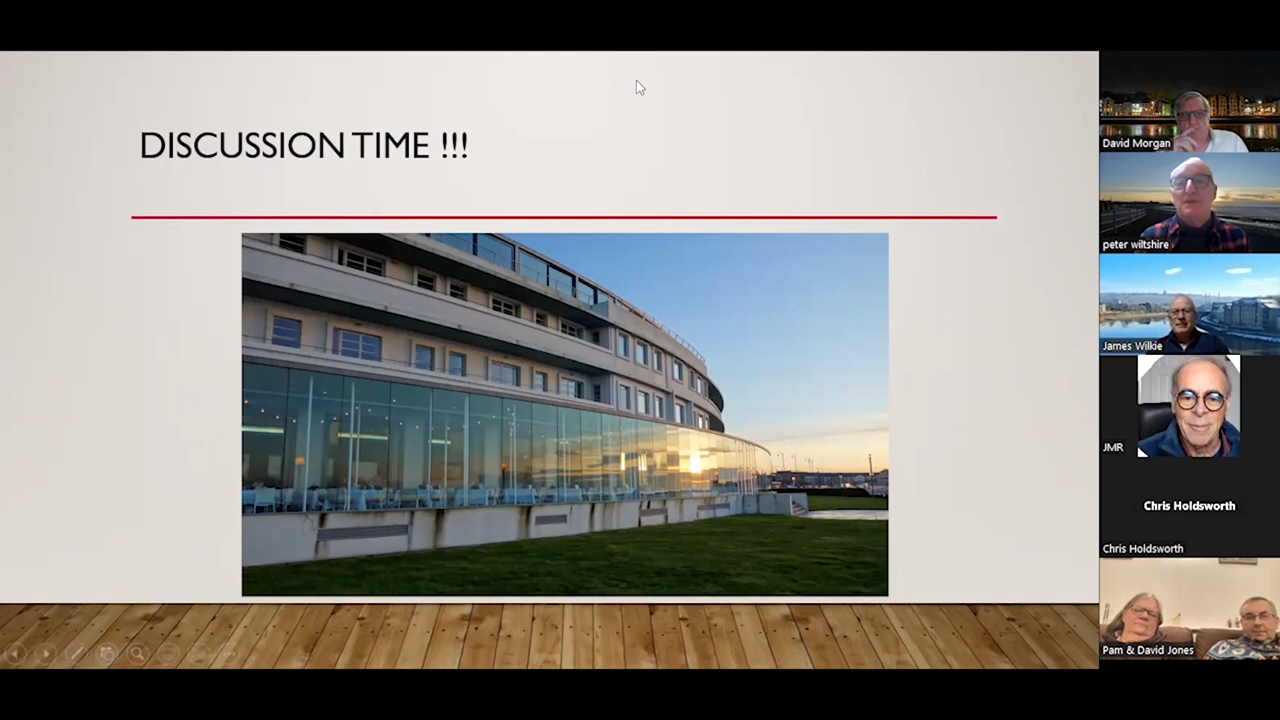 DISCUSSION TIME !!!
David Morgan
peter wiltshire
James Wilkie
JMR
Chris Holdsworth
Chris Holdsworth
Pam & David Jones